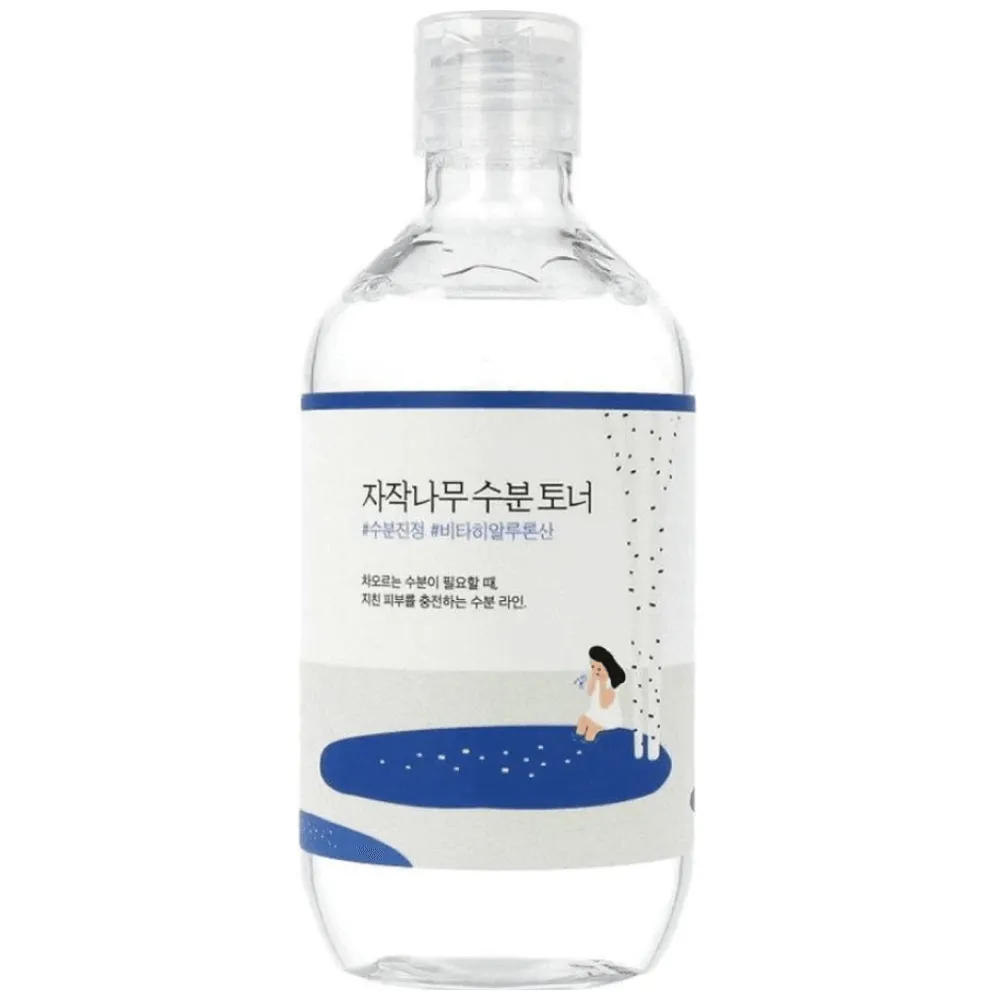 자작나무 수분 토너
#수분진정 #비타히알루론산
차오르는 수분이 필요할 때,
지친 피부를 충전하는 수분 라인.